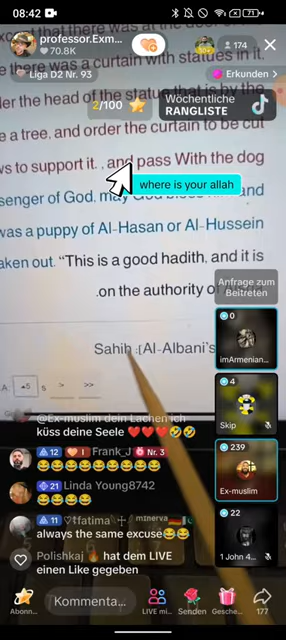 08:42
71
professor.Exm...
70.8K
174
Liga D2 Nr. 93
Erkunden >
2/100
Wöchentliche
RANGLISTE
there was a curtain with statues in it.
the head of the statue that is by the
e a tree, and order the curtain to be cut
ws to support it. , and pass With the dog
where is your allah
senger of God, may God bless him and
was a puppy of Al-Hasan or Al-Hussein
aken out. “This is a good hadith, and it is
.on the authority o
Anfrage zum
Beitreten
Sahih :[Al-Albani's
0
imArmenian...
4
Skip
239
Ex-muslim
22
1 John 4...
@Ex-muslim dein Lachen ich
küss deine Seele ❤️❤️❤️🤣🤣
12 1 Frank_J Nr. 3
😂😂😂😂😂😂😂😂
21 Linda Young8742
😂😂😂😂
11 ♡fatima
always the same excuse😂😂
Polishkaj hat dem LIVE
einen Like gegeben
Abonn...
Kommenta...
LIVE mi...
Senden
Gesche...
177